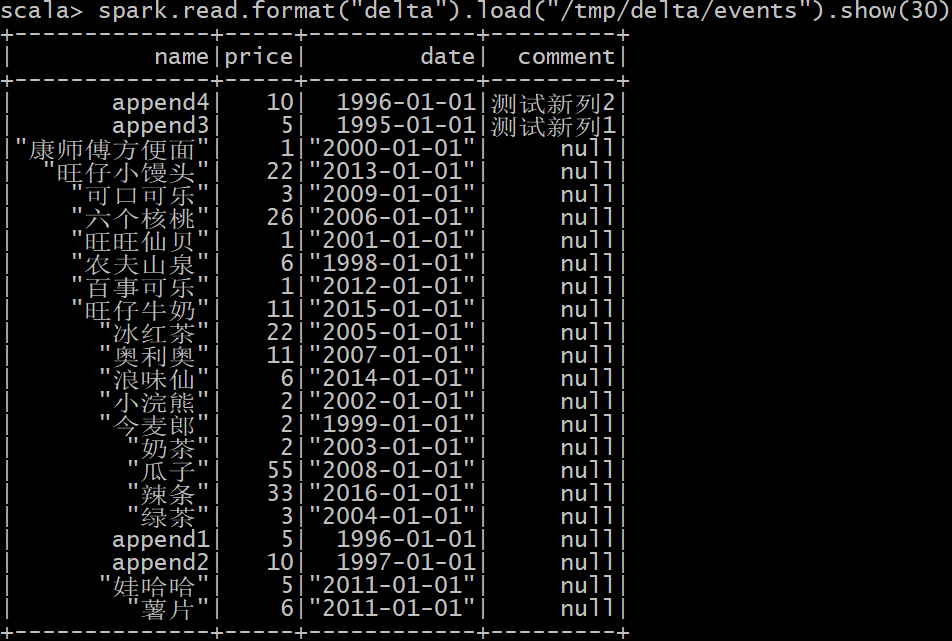 scala> spark.read.format("delta").load("/tmp/delta/events").show(30)
+--------------+-----+------------+---------+
|          name|price|        date|  comment|
+--------------+-----+------------+---------+
|       append4|   10|  1996-01-01|测试新列2|
|       append3|    5|  1995-01-01|测试新列1|
|"康师傅方便面"|    1|"2000-01-01"|     null|
|  "旺仔小馒头"|   22|"2013-01-01"|     null|
|    "可口可乐"|    3|"2009-01-01"|     null|
|    "六个核桃"|   26|"2006-01-01"|     null|
|    "旺旺仙贝"|    1|"2001-01-01"|     null|
|    "农夫山泉"|    6|"1998-01-01"|     null|
|    "百事可乐"|    1|"2012-01-01"|     null|
|    "旺仔牛奶"|   11|"2015-01-01"|     null|
|      "冰红茶"|   22|"2005-01-01"|     null|
|      "奥利奥"|   11|"2007-01-01"|     null|
|      "浪味仙"|    6|"2014-01-01"|     null|
|      "小浣熊"|    2|"2002-01-01"|     null|
|      "今麦郎"|    2|"1999-01-01"|     null|
|        "奶茶"|    2|"2003-01-01"|     null|
|        "瓜子"|   55|"2008-01-01"|     null|
|        "辣条"|   33|"2016-01-01"|     null|
|        "绿茶"|    3|"2004-01-01"|     null|
|       append1|    5|  1996-01-01|     null|
|       append2|   10|  1997-01-01|     null|
|      "娃哈哈"|    5|"2011-01-01"|     null|
|        "薯片"|    6|"2011-01-01"|     null|
+--------------+-----+------------+---------+